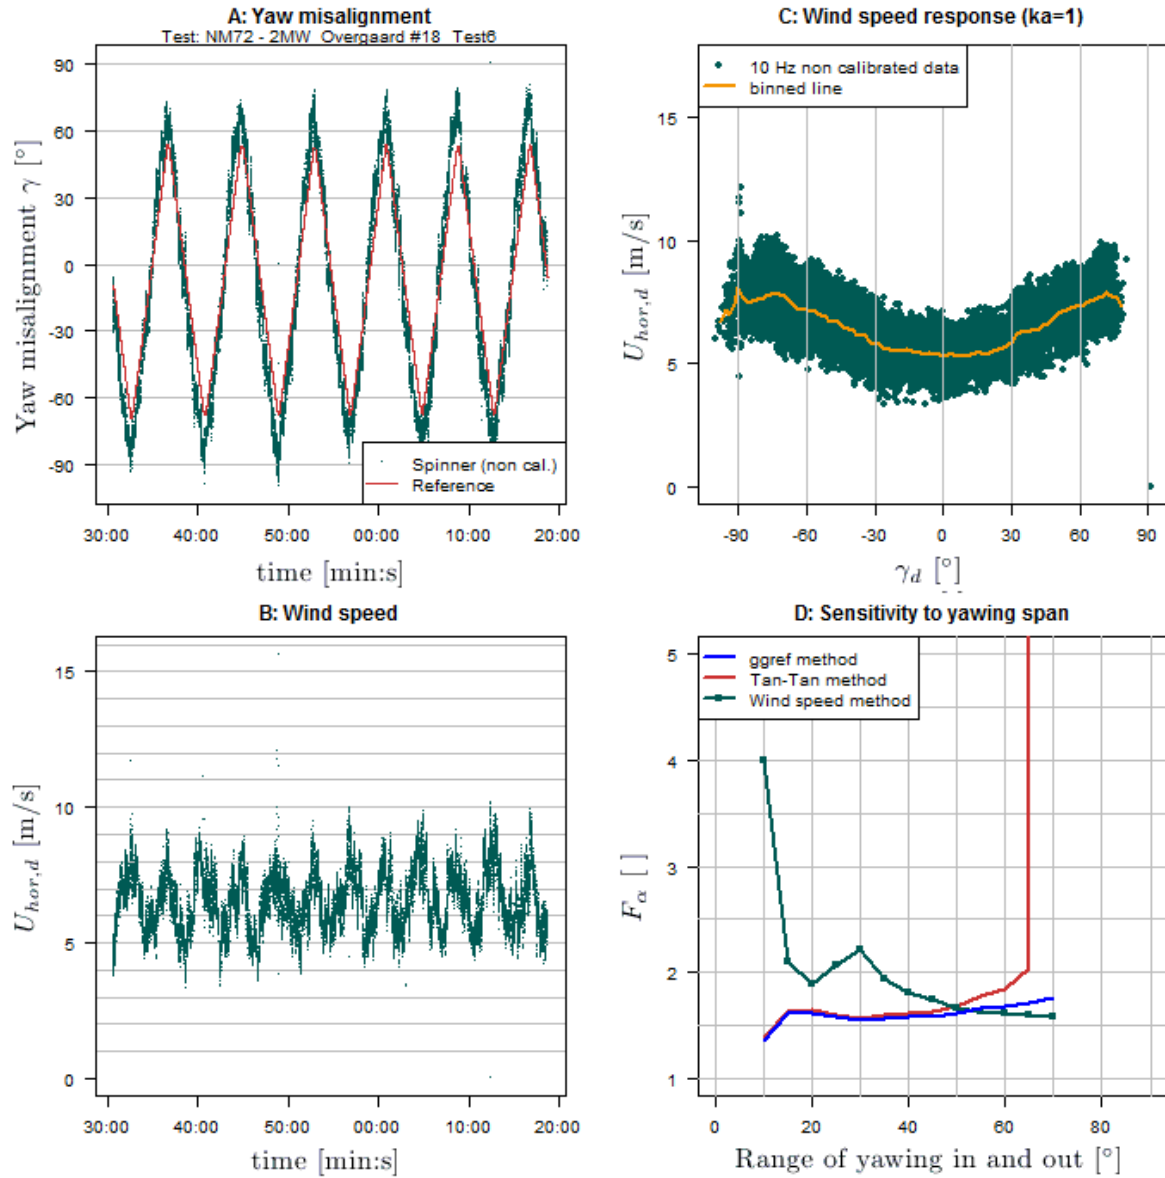 A: Yaw misalignment
Test: NM72 - 2MW Overgaard #18 Test6
90
60
30
0
-30
-60
-90
Yaw misalignment γ [°]
Spinner (non cal.)
Reference
30:00 40:00 50:00 00:00 10:00 20:00
time [min:s]
C: Wind speed response (ka=1)
10 Hz non calibrated data
binned line
15
10
5
0
U_{hor,d} [m/s]
-90 -60 -30 0 30 60 90
γ_d [°]
B: Wind speed
15
10
5
0
U_{hor,d} [m/s]
30:00 40:00 50:00 00:00 10:00 20:00
time [min:s]
D: Sensitivity to yawing span
ggref method
Tan-Tan method
Wind speed method
5
4
3
2
1
F_α [ ]
0 20 40 60 80
Range of yawing in and out [°]